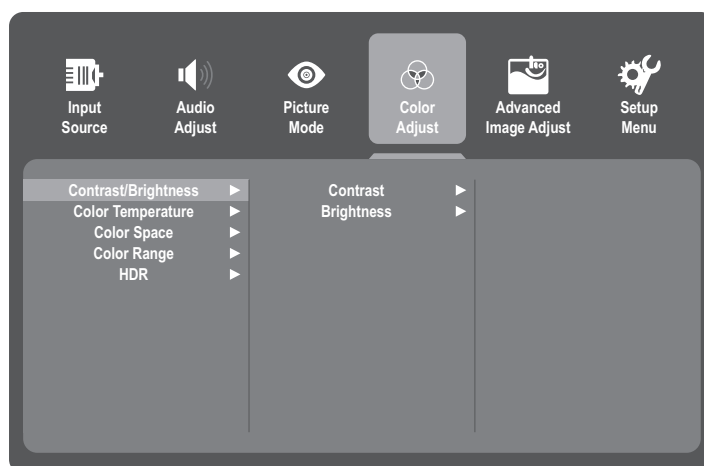 Input
Source
Audio
Adjust
Picture
Mode
Color
Adjust
Advanced
Image Adjust
Setup
Menu
Contrast/Brightness
Color Temperature
Color Space
Color Range
HDR
Contrast
Brightness